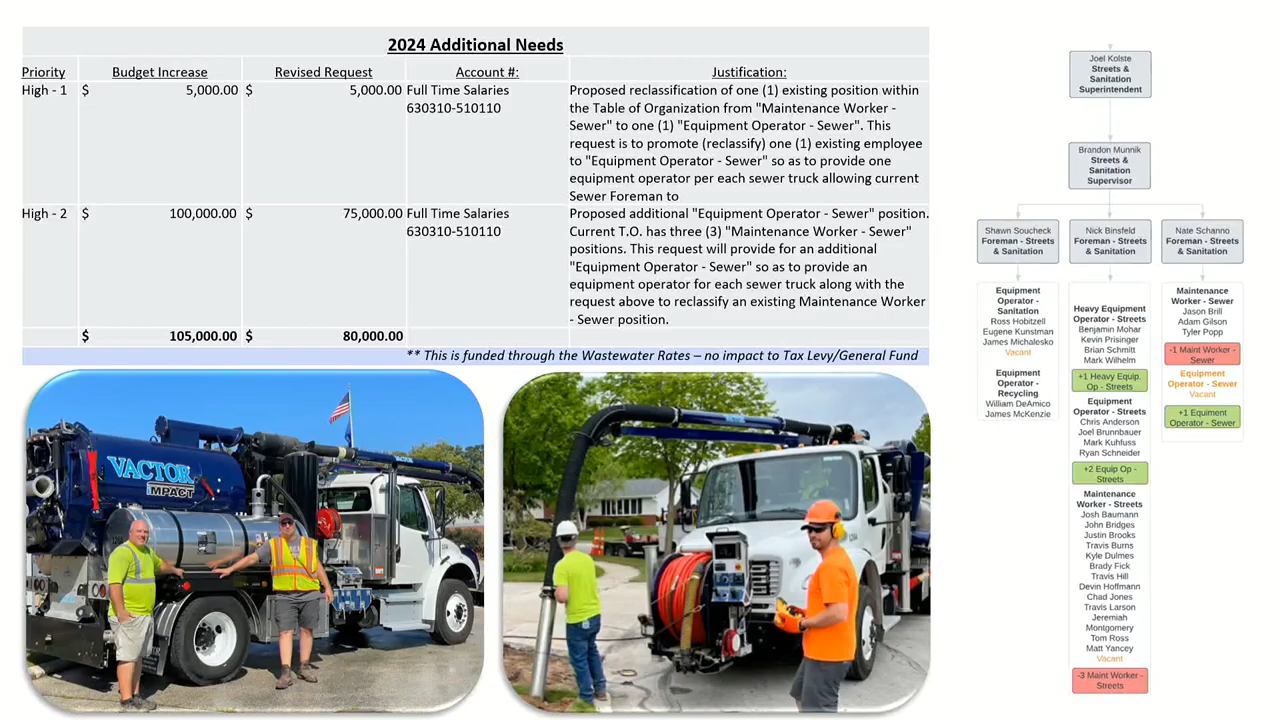 2024 Additional Needs
Priority Budget Increase Revised Request Account #: Justification:
High - 1 $ 5,000.00 $ 5,000.00 Full Time Salaries
630310-510110
Proposed reclassification of one (1) existing position within
the Table of Organization from "Maintenance Worker -
Sewer" to one (1) "Equipment Operator - Sewer". This
request is to promote (reclassify) one (1) existing employee
to "Equipment Operator - Sewer" so as to provide one
equipment operator per each sewer truck allowing current
Sewer Foreman to
High - 2 $ 100,000.00 $ 75,000.00 Full Time Salaries
630310-510110
Proposed additional "Equipment Operator - Sewer" position.
Current T.O. has three (3) "Maintenance Worker - Sewer"
positions. This request will provide for an additional
"Equipment Operator - Sewer" so as to provide an
equipment operator for each sewer truck along with the
request above to reclassify an existing Maintenance Worker
- Sewer position.
$ 105,000.00 $ 80,000.00
** This is funded through the Wastewater Rates – no impact to Tax Levy/General Fund
VACTOR
IMPACT
Joel Kolste
Streets &
Sanitation
Superintendent
Brandon Munnik
Streets &
Sanitation
Supervisor
Shawn Soucheck
Foreman - Streets
& Sanitation
Nick Binsfeld
Foreman - Streets
& Sanitation
Nate Schanno
Foreman - Streets
& Sanitation
Equipment
Operator -
Sanitation
Ross Hobitzell
Eugene Kunstman
James Michalesko
Vacant
Equipment
Operator -
Recycling
William DeAmico
James McKenzie
Heavy Equipment
Operator - Streets
Benjamin Mohar
Kevin Prisinger
Brian Schmitt
Mark Wilhelm
+1 Heavy Equip.
Op - Streets
Equipment
Operator - Streets
Chris Anderson
Joel Brunnbauer
Mark Kuhfuss
Ryan Schneider
+2 Equip Op -
Streets
Maintenance
Worker - Streets
Josh Baumann
John Bridges
Justin Brooks
Travis Burns
Kyle Dulmes
Brady Fick
Travis Hill
Devin Hoffmann
Chad Jones
Travis Larson
Jeremiah
Montgomery
Tom Ross
Matt Yancey
Vacant
-3 Maint Worker -
Streets
Maintenance
Worker - Sewer
Jason Brill
Adam Gilson
Tyler Popp
-1 Maint Worker -
Sewer
Equipment
Operator - Sewer
Vacant
+1 Equiment
Operator - Sewer